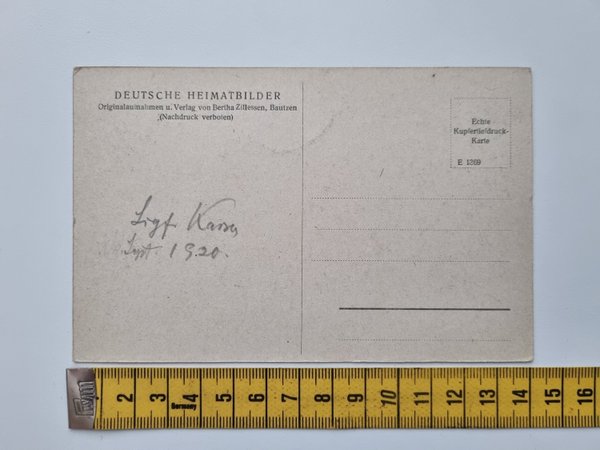 DEUTSCHE HEIMATBILDER
Originalaufnahmen u. Verlag von Bertha Zillessen, Bautzen
(Nachdruck verboten)
Echte
Kupfertiefdruck-
Karte
E 1269
Sept. 1920.
2 3 4 5 6 7 8 9 10 11 12 13 14 15 16
Germany